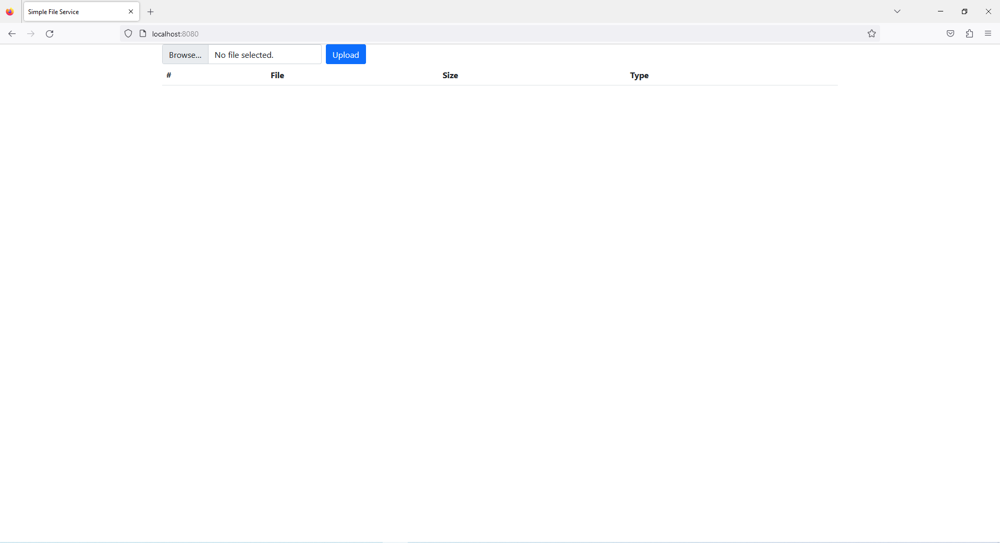 Simple File Service
localhost:8080
Browse... No file selected. Upload
# File Size Type